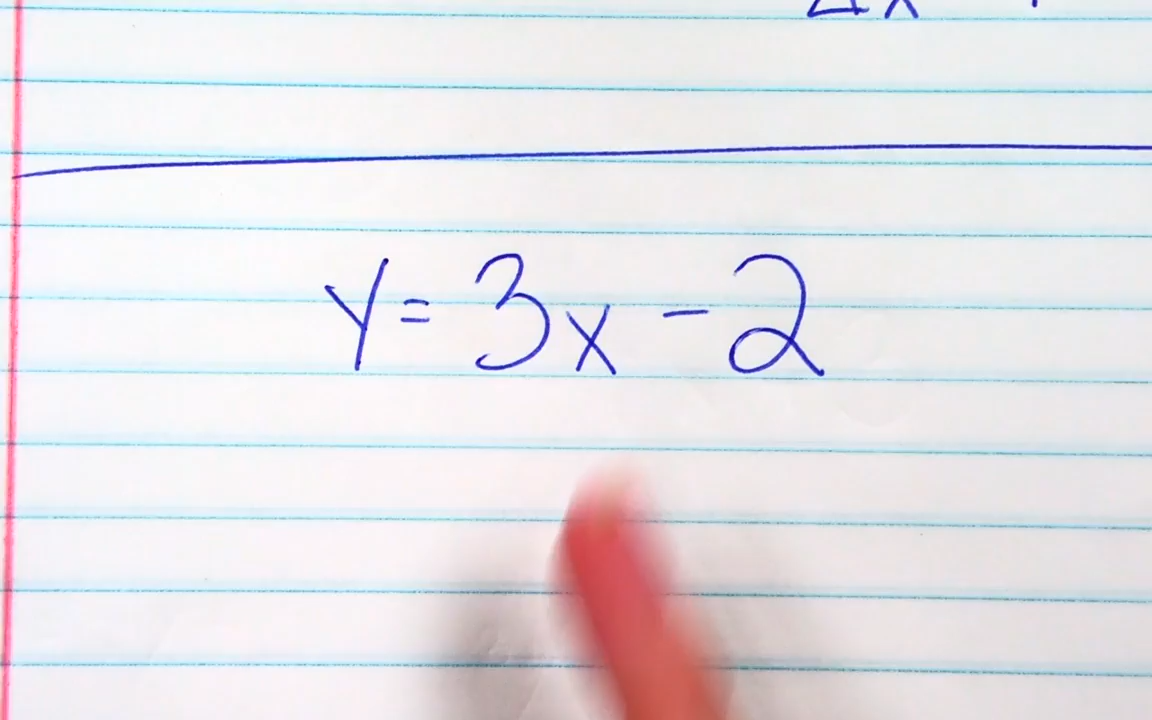 y = 3x - 2